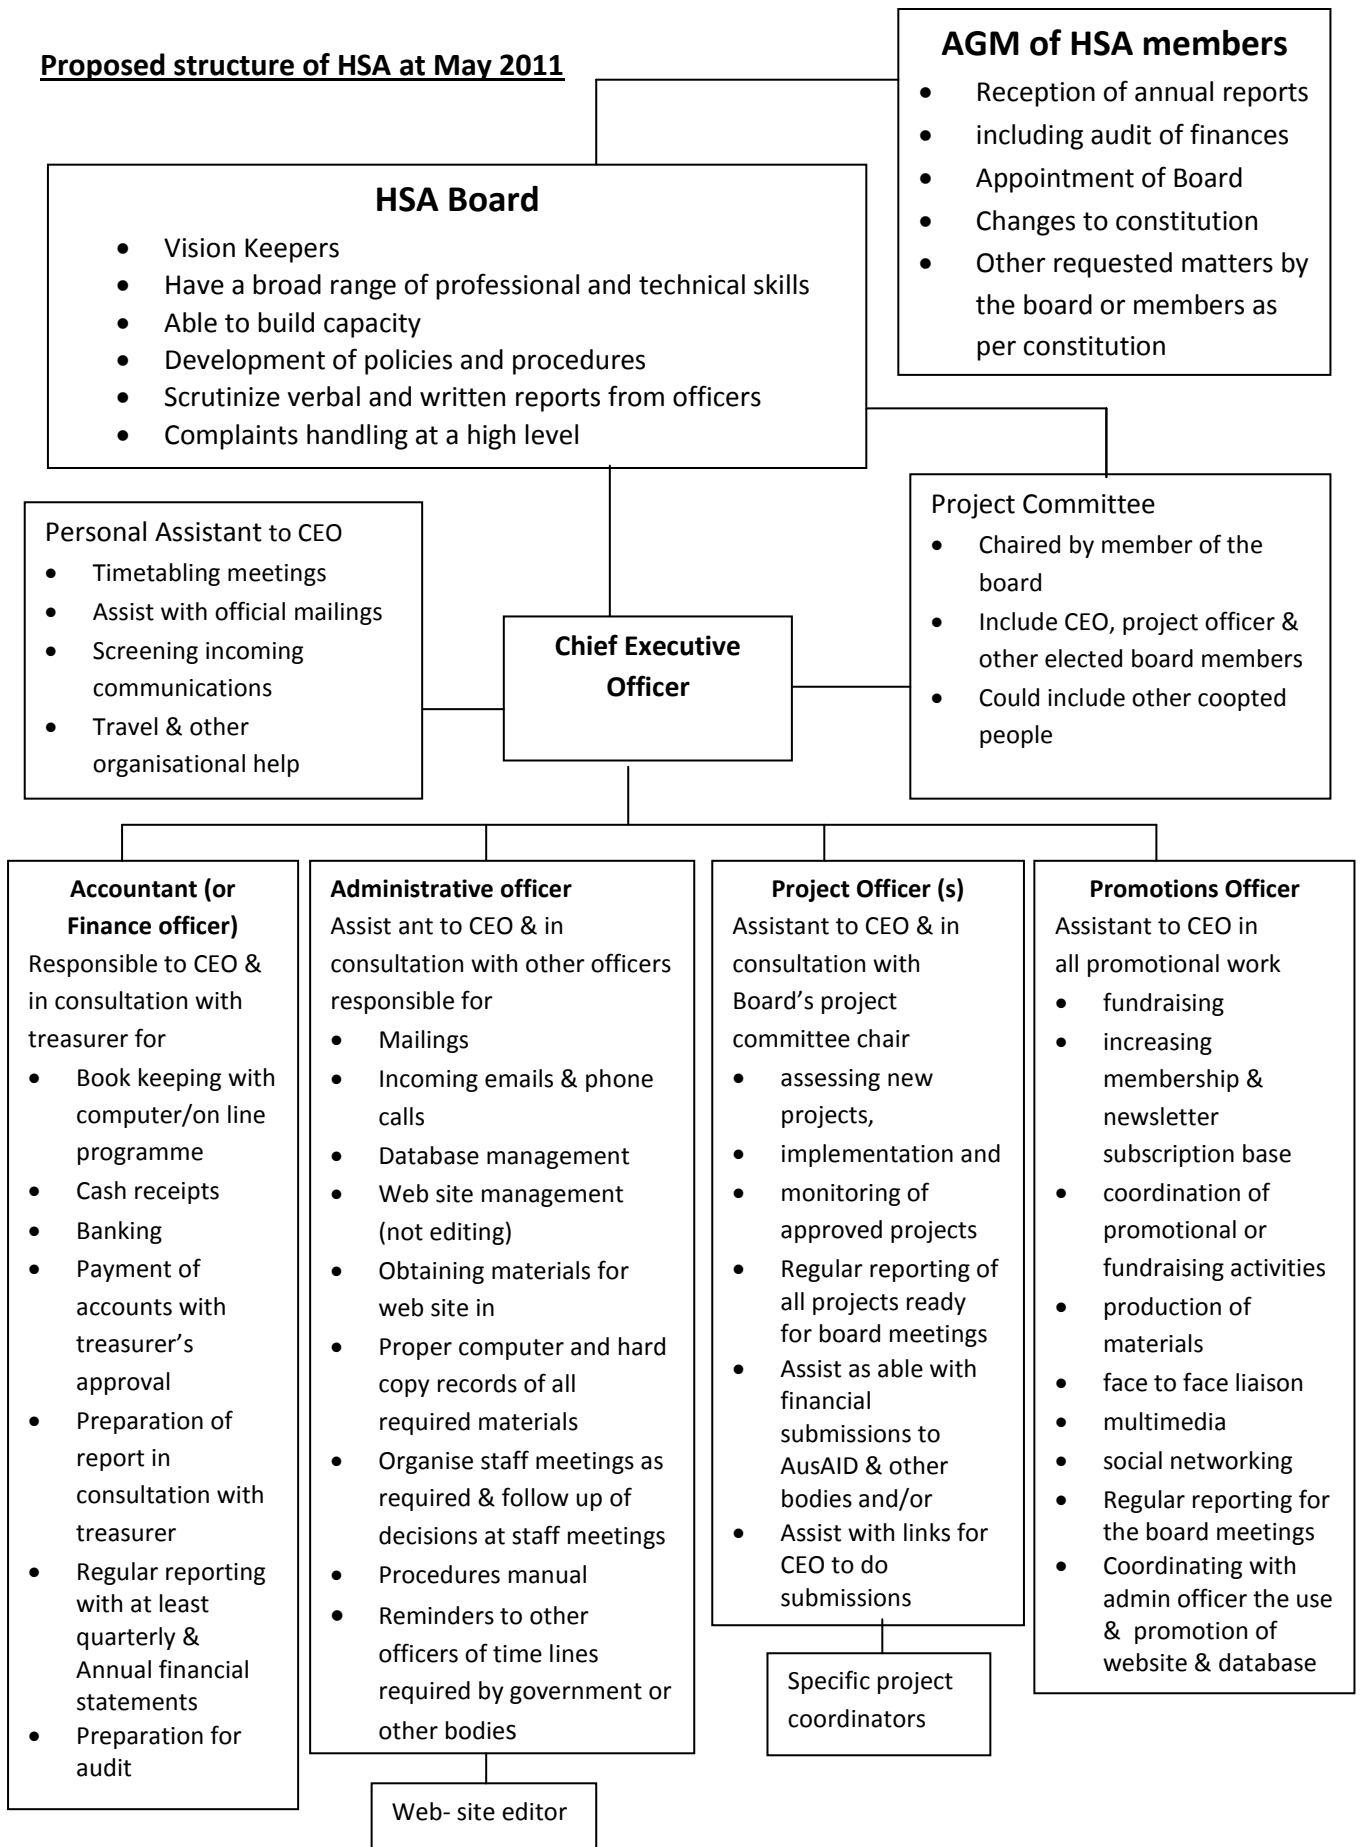 Proposed structure of HSA at May 2011
AGM of HSA members
• Reception of annual reports
• including audit of finances
• Appointment of Board
• Changes to constitution
• Other requested matters by
the board or members as
per constitution
HSA Board
• Vision Keepers
• Have a broad range of professional and technical skills
• Able to build capacity
• Development of policies and procedures
• Scrutinize verbal and written reports from officers
• Complaints handling at a high level
Personal Assistant to CEO
• Timetabling meetings
• Assist with official mailings
• Screening incoming
communications
• Travel & other
organisational help
Chief Executive
Officer
Project Committee
• Chaired by member of the
board
• Include CEO, project officer &
other elected board members
• Could include other coopted
people
Accountant (or
Finance officer)
Responsible to CEO &
in consultation with
treasurer for
• Book keeping with
computer/on line
programme
• Cash receipts
• Banking
• Payment of
accounts with
treasurer’s
approval
• Preparation of
report in
consultation with
treasurer
• Regular reporting
with at least
quarterly &
Annual financial
statements
• Preparation for
audit
Administrative officer
Assist ant to CEO & in
consultation with other officers
responsible for
• Mailings
• Incoming emails & phone
calls
• Database management
• Web site management
(not editing)
• Obtaining materials for
web site in
• Proper computer and hard
copy records of all
required materials
• Organise staff meetings as
required & follow up of
decisions at staff meetings
• Procedures manual
• Reminders to other
officers of time lines
required by government or
other bodies
Web- site editor
Project Officer (s)
Assistant to CEO & in
consultation with
Board’s project
committee chair
• assessing new
projects,
• implementation and
• monitoring of
approved projects
• Regular reporting of
all projects ready
for board meetings
• Assist as able with
financial
submissions to
AusAID & other
bodies and/or
• Assist with links for
CEO to do
submissions
Specific project
coordinators
Promotions Officer
Assistant to CEO in
all promotional work
• fundraising
• increasing
membership &
newsletter
subscription base
• coordination of
promotional or
fundraising activities
• production of
materials
• face to face liaison
• multimedia
• social networking
• Regular reporting for
the board meetings
• Coordinating with
admin officer the use
& promotion of
website & database